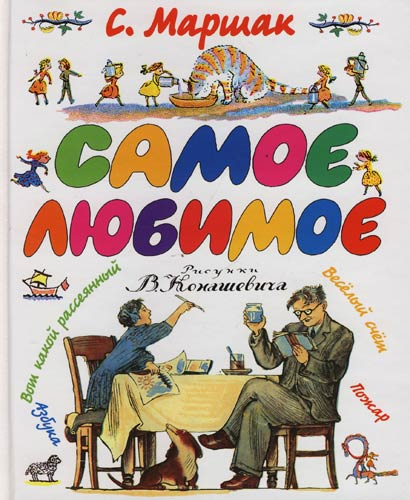 С. Маршак
САМОЕ
ЛЮБИМОЕ
Рисунки
В. Конашевича
Вот какой рассеянный
Азбука
Весёлый счёт
Пожар